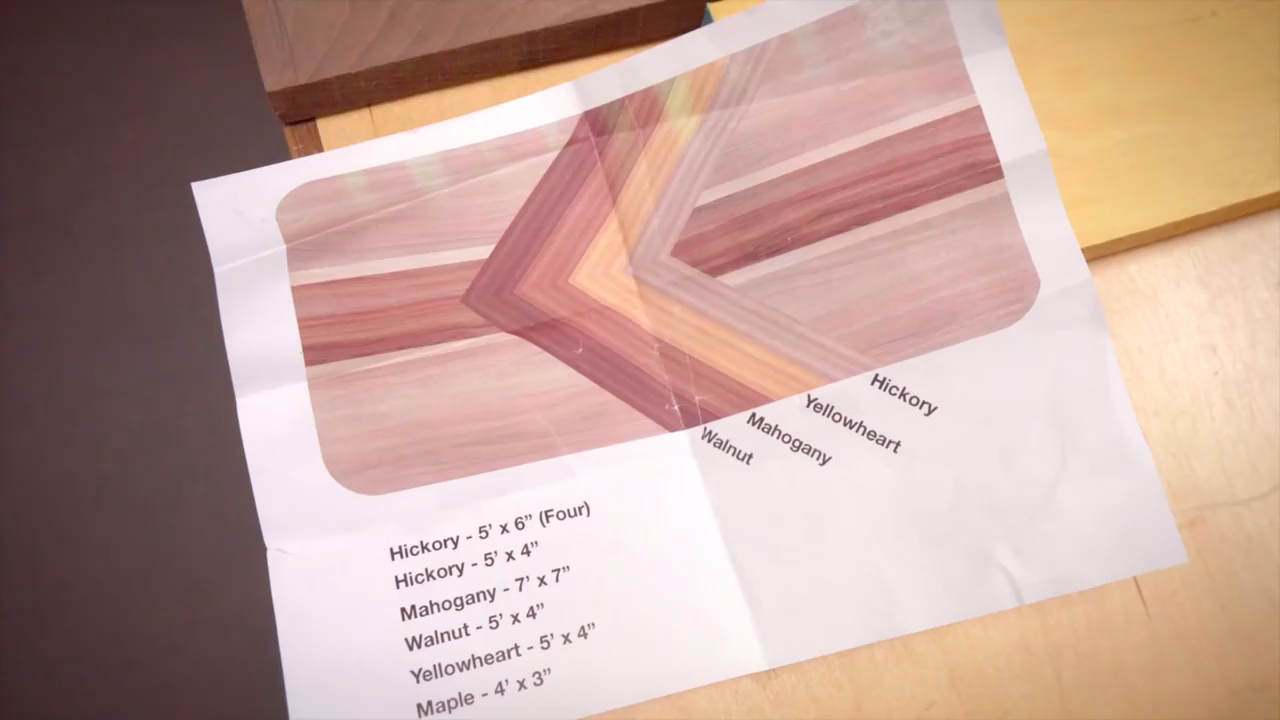 Hickory
Yellowheart
Mahogany
Walnut
Hickory - 5’ x 6” (Four)
Hickory - 5’ x 4”
Mahogany - 7’ x 7”
Walnut - 5’ x 4”
Yellowheart - 5’ x 4”
Maple - 4’ x 3”